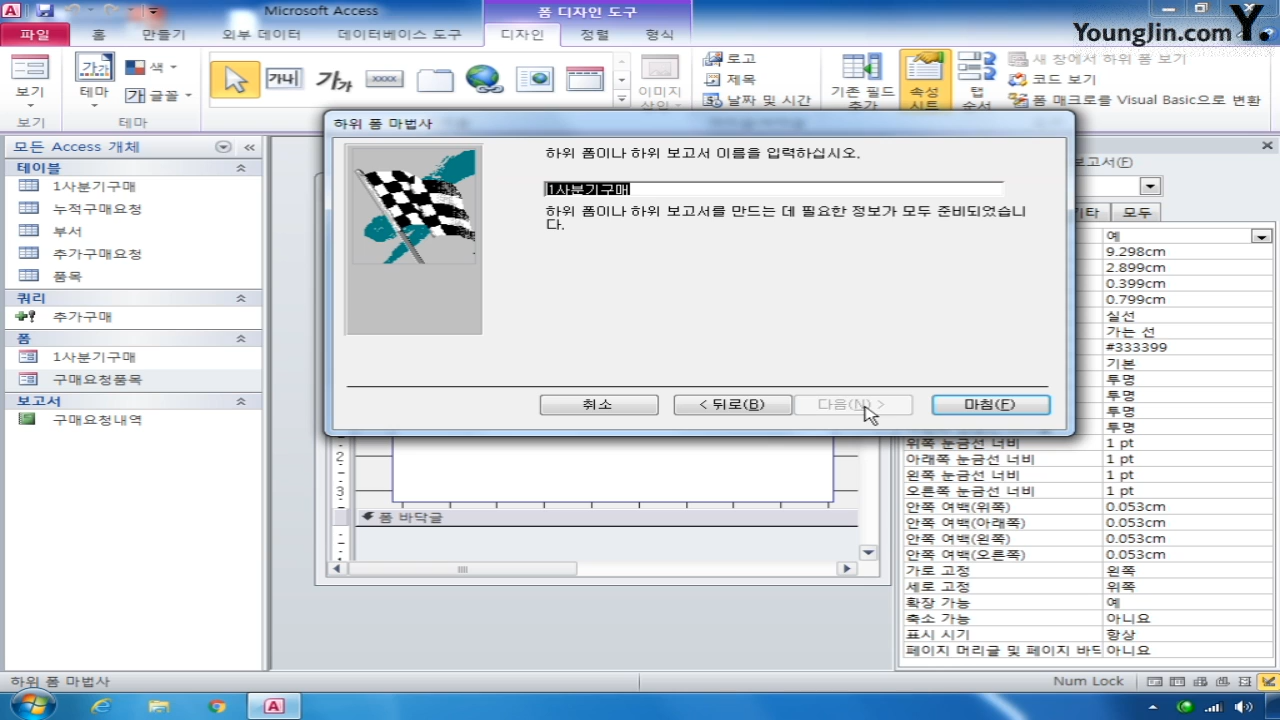 Microsoft Access
폼 디자인 도구
파일
홈
만들기
외부 데이터
데이터베이스 도구
디자인
정렬
형식
YoungJin.com Y.
보기
가가
테마
색
가 글꼴
가나
가가
xxxx
이미지
로고
제목
날짜 및 시간
기존 필드
추가
속성
시트
탭
순서
새 창에서 하위 폼 보기
코드 보기
폼 매크로를 Visual Basic으로 변환
보기
테마
모든 Access 개체
테이블
1사분기구매
누적구매요청
부서
추가구매요청
품목
쿼리
추가구매
폼
1사분기구매
구매요청품목
보고서
구매요청내역
하위 폼 마법사
하위 폼이나 하위 보고서 이름을 입력하십시오.
1사분기구매
하위 폼이나 하위 보고서를 만드는 데 필요한 정보가 모두 준비되었습니
다.
취소
< 뒤로(B)
다음(N) >
마침(F)
2
3
폼 바닥글
보고서(F)
기타
모두
예
9.298cm
2.899cm
0.399cm
0.799cm
실선
가는 선
#333399
기본
투명
투명
투명
투명
위쪽 눈금선 너비 1 pt
아래쪽 눈금선 너비 1 pt
왼쪽 눈금선 너비 1 pt
오른쪽 눈금선 너비 1 pt
안쪽 여백(위쪽) 0.053cm
안쪽 여백(아래쪽) 0.053cm
안쪽 여백(왼쪽) 0.053cm
안쪽 여백(오른쪽) 0.053cm
가로 고정 왼쪽
세로 고정 위쪽
확장 가능 예
축소 가능 아니요
표시 시기 항상
페이지 머리글 및 페이지 바닥 아니요
하위 폼 마법사
Num Lock